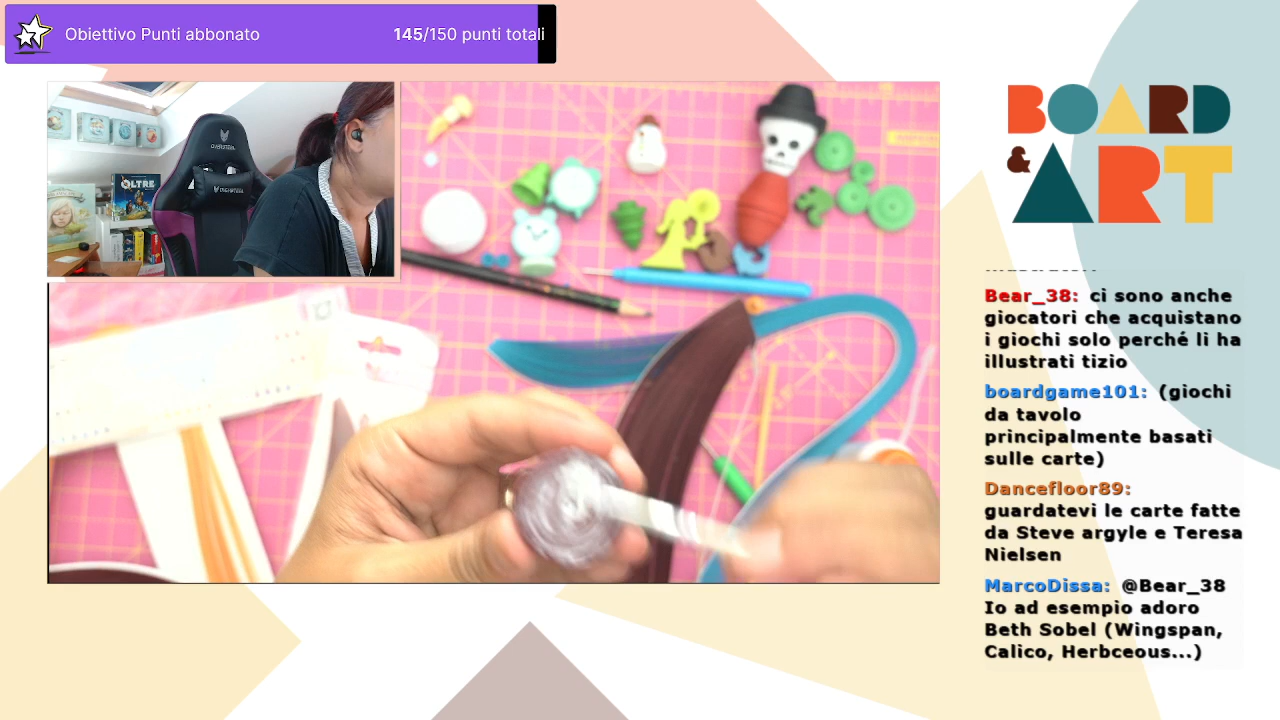 Obiettivo Punti abbonato
145/150 punti totali
BOARD
& ART
OLTRE
Bear_38: ci sono anche
giocatori che acquistano
i giochi solo perché li ha
illustrati tizio
boardgame101: (giochi
da tavolo
principalmente basati
sulle carte)
Dancefloor89:
guardatevi le carte fatte
da Steve argyle e Teresa
Nielsen
MarcoDissa: @Bear_38
Io ad esempio adoro
Beth Sobel (Wingspan,
Calico, Herbceous...)